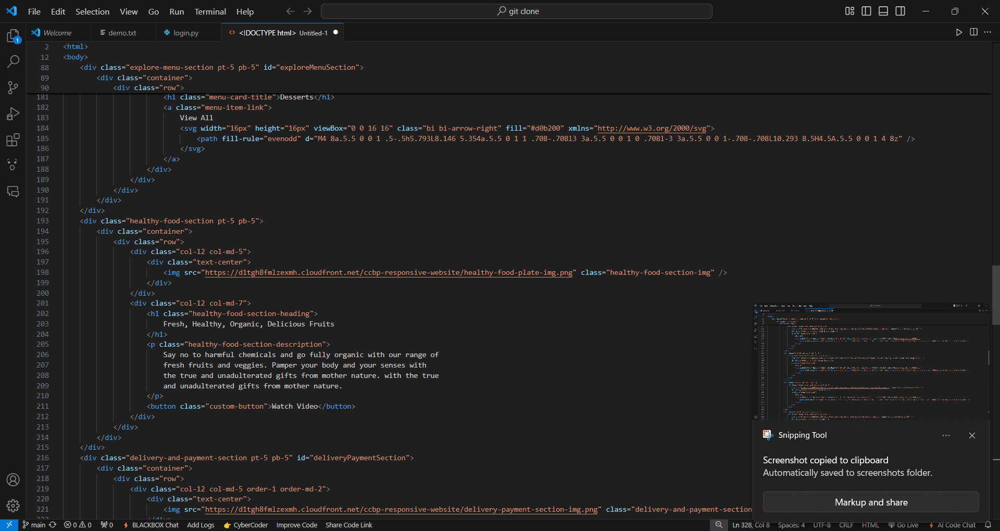 File Edit Selection View Go Run Terminal Help
git clone
Welcome
demo.txt
login.py
<> <!DOCTYPE html> Untitled-1
2 <html>
12 <body>
88 <div class="explore-menu-section pt-5 pb-5" id="exploreMenuSection">
89 <div class="container">
90 <div class="row">
181 <h1 class="menu-card-title">Desserts</h1>
182 <a class="menu-item-link">
183 View All
184 <svg width="16px" height="16px" viewBox="0 0 16 16" class="bi bi-arrow-right" fill="#d0b200" xmlns="http://www.w3.org/2000/svg">
185 <path fill-rule="evenodd" d="M4 8a.5.5 0 0 1 .5-.5h5.793L8.146 5.354a.5.5 0 1 1 .708-.708l3 3a.5.5 0 0 1 0 .708l-3 3a.5.5 0 0 1-.708-.708L10.293 8.5H4.5A.5.5 0 0 1 4 8z" />
186 </svg>
187 </a>
188 </div>
189 </div>
190 </div>
191 </div>
192 </div>
193 <div class="healthy-food-section pt-5 pb-5">
194 <div class="container">
195 <div class="row">
196 <div class="col-12 col-md-5">
197 <div class="text-center">
198 <img src="https://d1tgh8fmlzexmh.cloudfront.net/ccbp-responsive-website/healthy-food-plate-img.png" class="healthy-food-section-img" />
199 </div>
200 </div>
201 <div class="col-12 col-md-7">
202 <h1 class="healthy-food-section-heading">
203 Fresh, Healthy, Organic, Delicious Fruits
204 </h1>
205 <p class="healthy-food-section-description">
206 Say no to harmful chemicals and go fully organic with our range of
207 fresh fruits and veggies. Pamper your body and your senses with
208 the true and unadulterated gifts from mother nature. with the true
209 and unadulterated gifts from mother nature.
210 </p>
211 <button class="custom-button">Watch Video</button>
212 </div>
213 </div>
214 </div>
215 </div>
216 <div class="delivery-and-payment-section pt-5 pb-5" id="deliveryPaymentSection">
217 <div class="container">
218 <div class="row">
219 <div class="col-12 col-md-5 order-1 order-md-2">
220 <div class="text-center">
221 <img src="https://d1tgh8fmlzexmh.cloudfront.net/ccbp-responsive-website/delivery-payment-section-img.png" class="delivery-and-payment-section
Snipping Tool
Screenshot copied to clipboard
Automatically saved to screenshots folder.
Markup and share
main 0 0 0 BLACKBOX Chat Add Logs CyberCoder Improve Code Share Code Link Ln 328, Col 8 Spaces: 4 UTF-8 CRLF HTML Go Live AI Code Chat